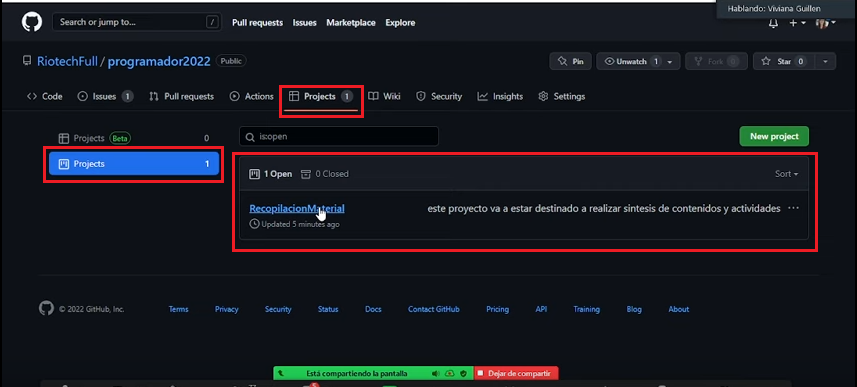 Hablando: Viviana Guillen
Search or jump to... /
Pull requests Issues Marketplace Explore
RiotechFull / programador2022 Public
Pin Unwatch 1 Fork 0 Star 0
Code Issues 1 Pull requests Actions Projects 1 Wiki Security Insights Settings
Projects Beta 0
is:open
New project
Projects 1
1 Open 0 Closed
Sort
RecopilacionMaterial
este proyecto va a estar destinado a realizar sintesis de contenidos y actividades ...
Updated 5 minutes ago
© 2022 GitHub, Inc.
Terms Privacy Security Status Docs Contact GitHub Pricing API Training Blog About
Está compartiendo la pantalla
Dejar de compartir
5